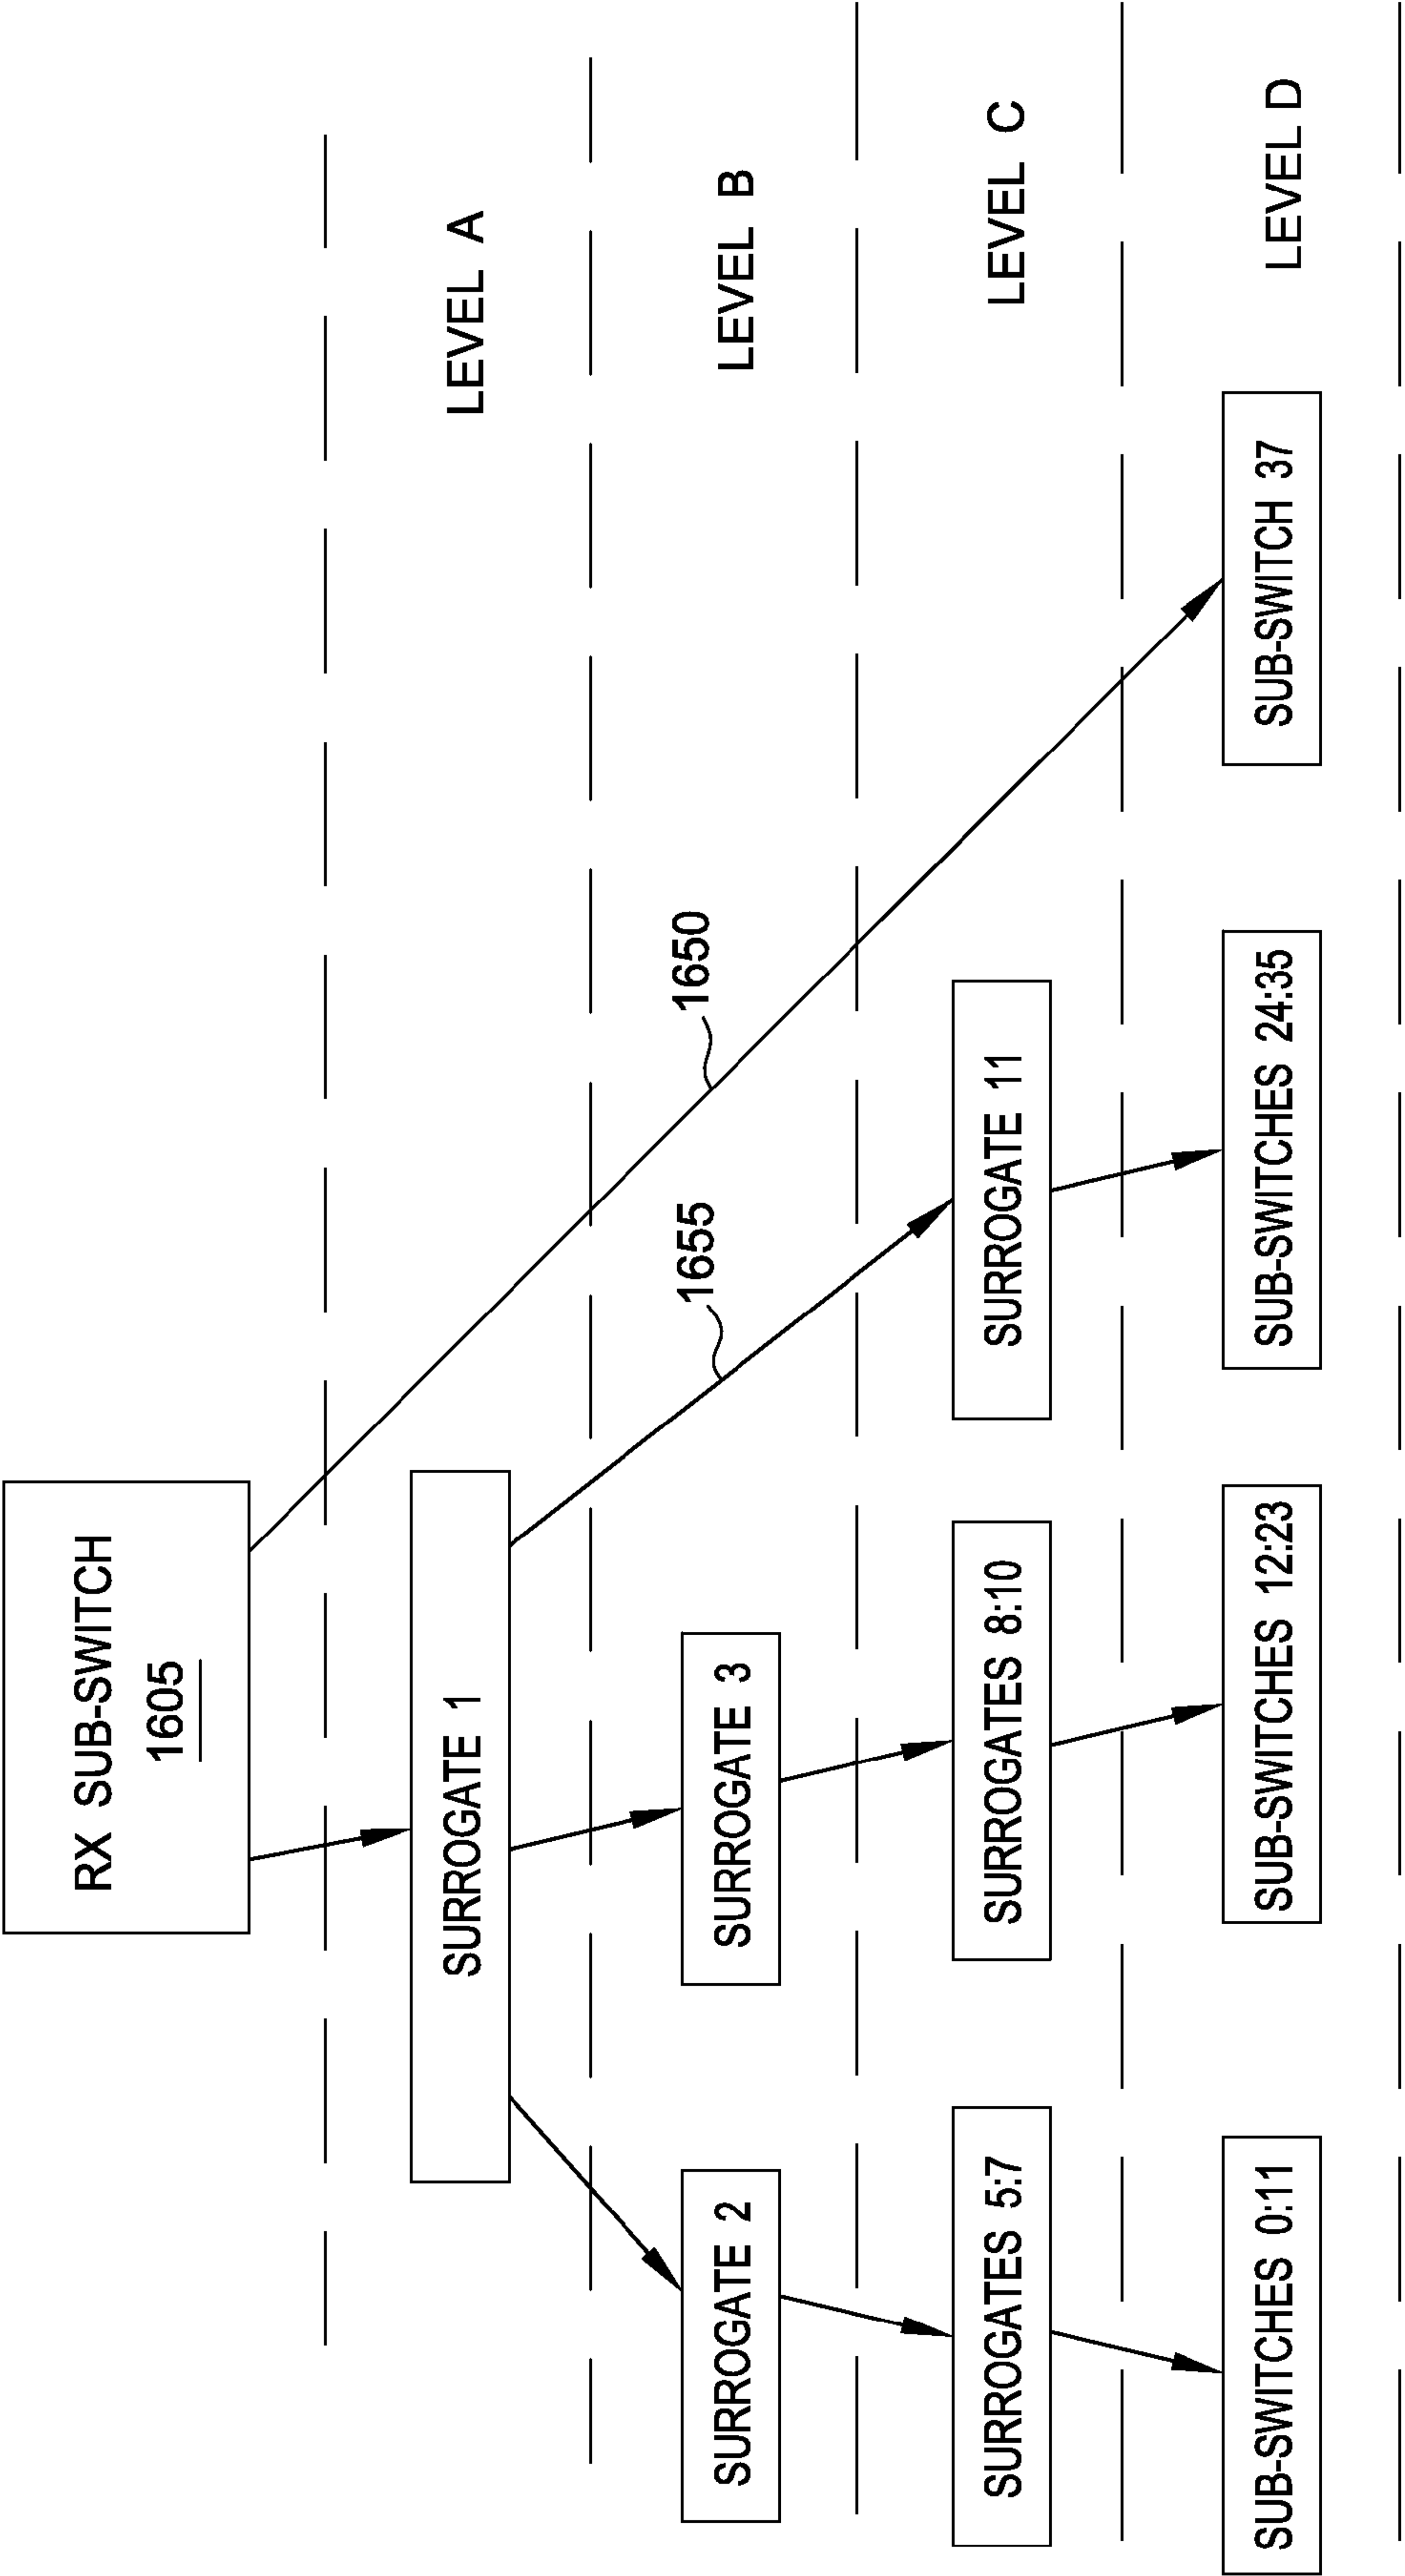 RX SUB-SWITCH
1605
LEVEL A
SURROGATE 1
LEVEL B
1655
1650
SURROGATE 2
SURROGATE 3
LEVEL C
SURROGATES 5:7
SURROGATES 8:10
SURROGATE 11
LEVEL D
SUB-SWITCHES 0:11
SUB-SWITCHES 12:23
SUB-SWITCHES 24:35
SUB-SWITCH 37